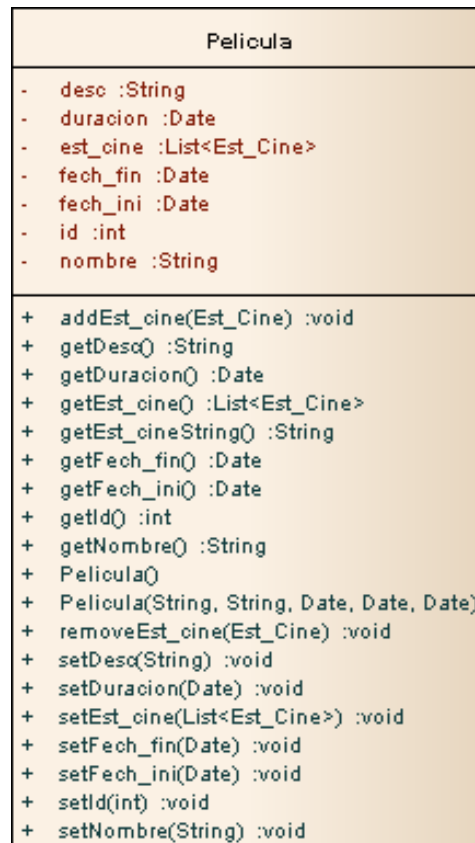 Pelicula
- desc :String
- duracion :Date
- est_cine :List<Est_Cine>
- fech_fin :Date
- fech_ini :Date
- id :int
- nombre :String
+ addEst_cine(Est_Cine) :void
+ getDesc() :String
+ getDuracion() :Date
+ getEst_cine() :List<Est_Cine>
+ getEst_cineString() :String
+ getFech_fin() :Date
+ getFech_ini() :Date
+ getId() :int
+ getNombre() :String
+ Pelicula()
+ Pelicula(String, String, Date, Date, Date)
+ removeEst_cine(Est_Cine) :void
+ setDesc(String) :void
+ setDuracion(Date) :void
+ setEst_cine(List<Est_Cine>) :void
+ setFech_fin(Date) :void
+ setFech_ini(Date) :void
+ setId(int) :void
+ setNombre(String) :void